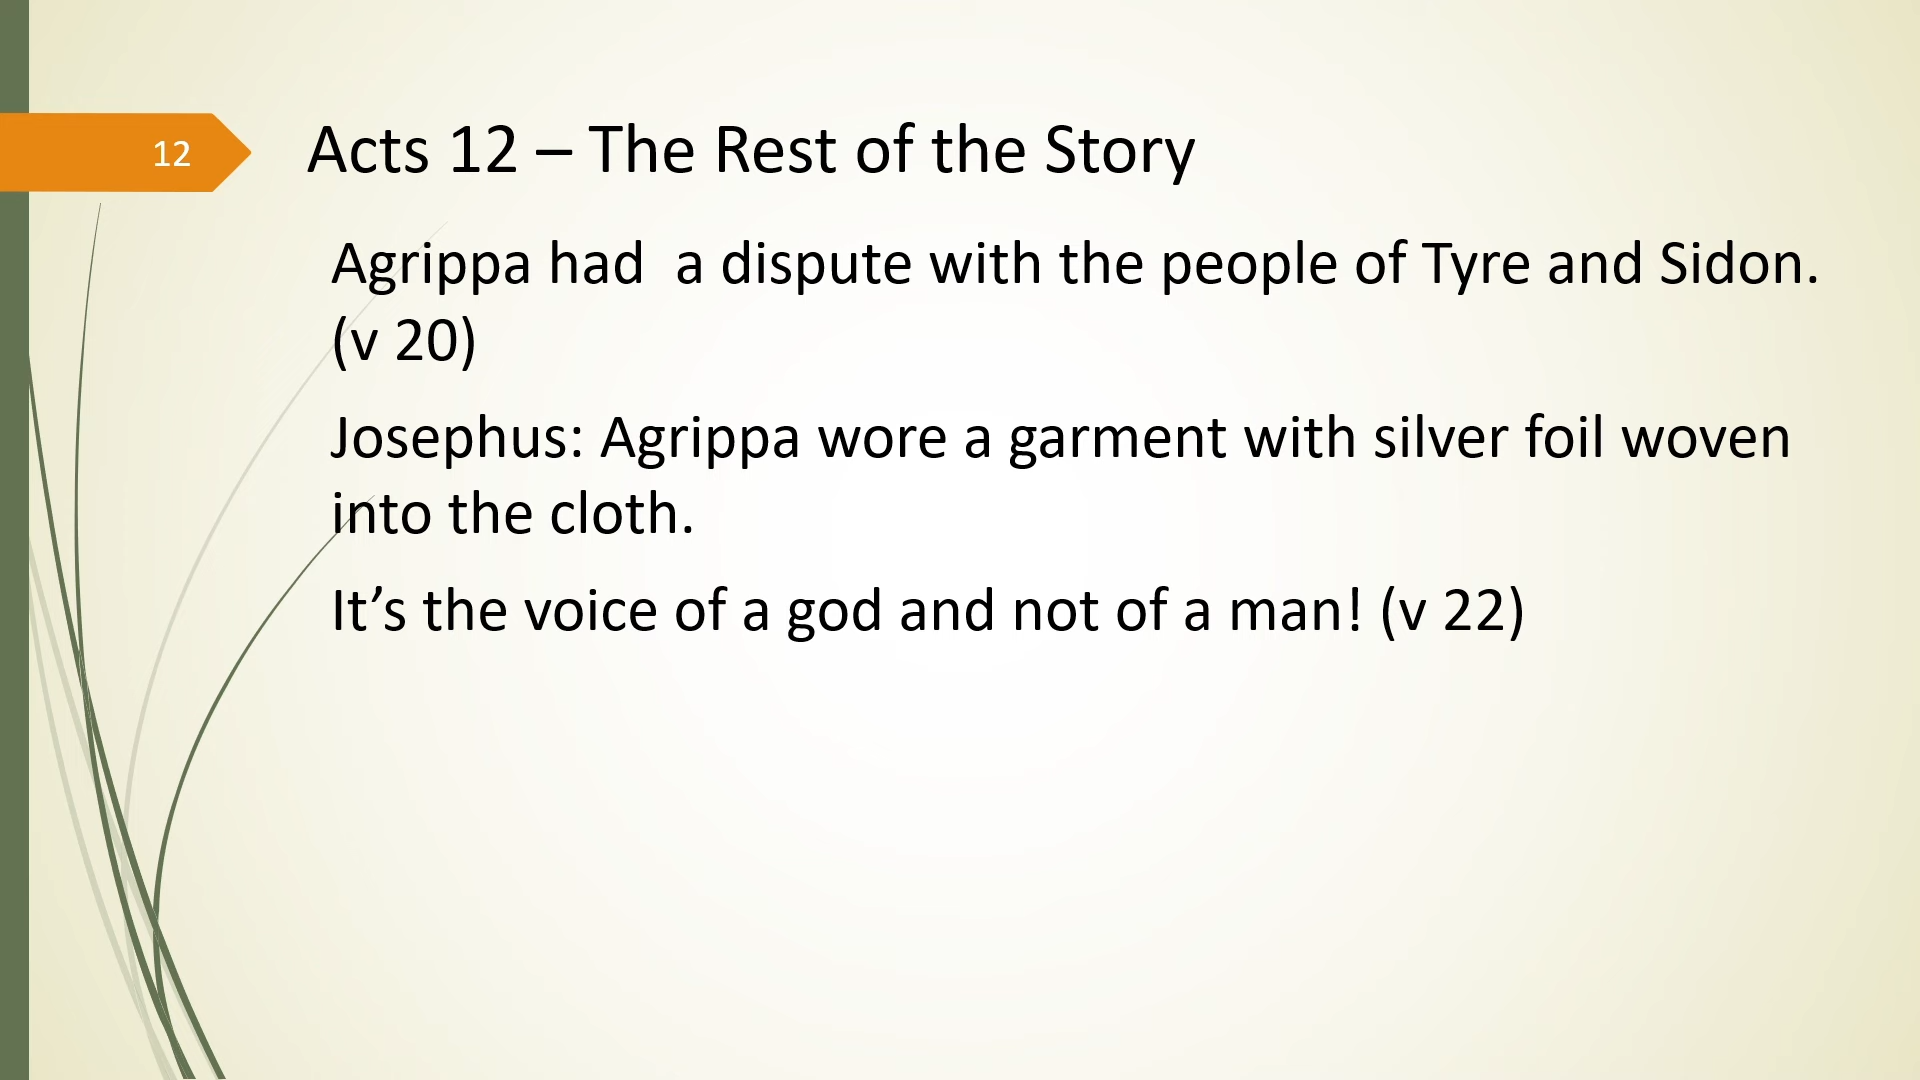 12
Acts 12 – The Rest of the Story
Agrippa had  a dispute with the people of Tyre and Sidon.
(v 20)
Josephus: Agrippa wore a garment with silver foil woven
into the cloth.
It’s the voice of a god and not of a man! (v 22)